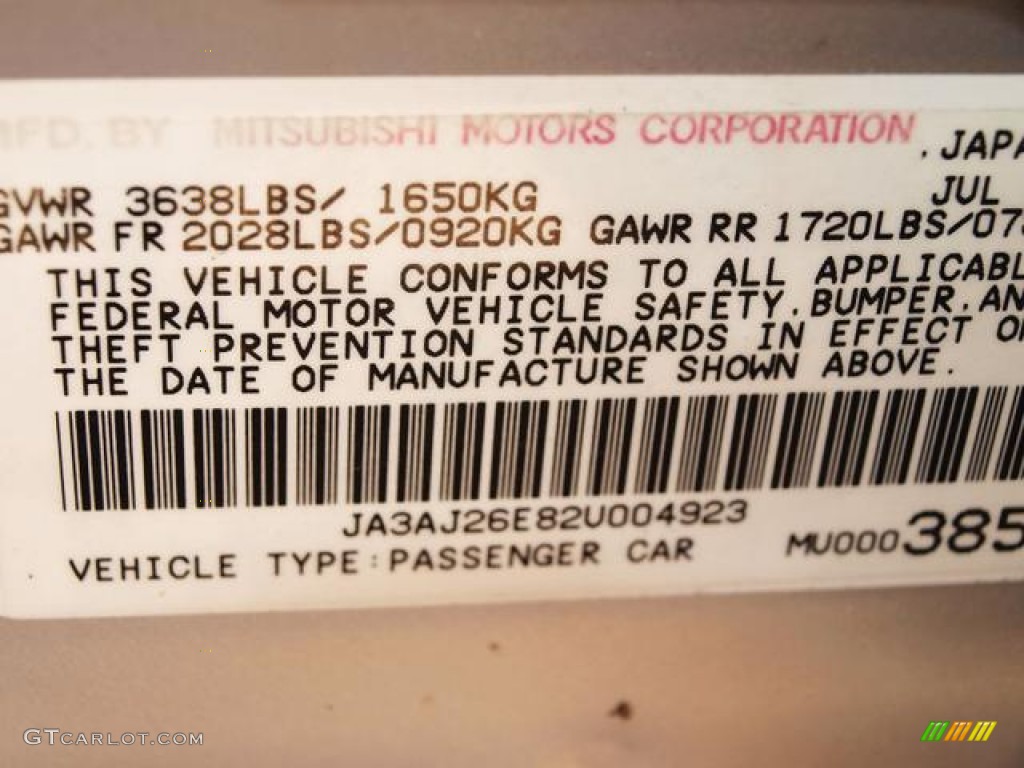 MFD. BY MITSUBISHI MOTORS CORPORATION
.JAPA
GVWR 3638LBS/ 1650KG JUL
GAWR FR 2028LBS/0920KG GAWR RR 1720LBS/078
THIS VEHICLE CONFORMS TO ALL APPLICABL
FEDERAL MOTOR VEHICLE SAFETY.BUMPER.AN
THEFT PREVENTION STANDARDS IN EFFECT O
THE DATE OF MANUFACTURE SHOWN ABOVE.
JA3AJ26E82U004923
VEHICLE TYPE:PASSENGER CAR MU000385
GTCARLOT.COM